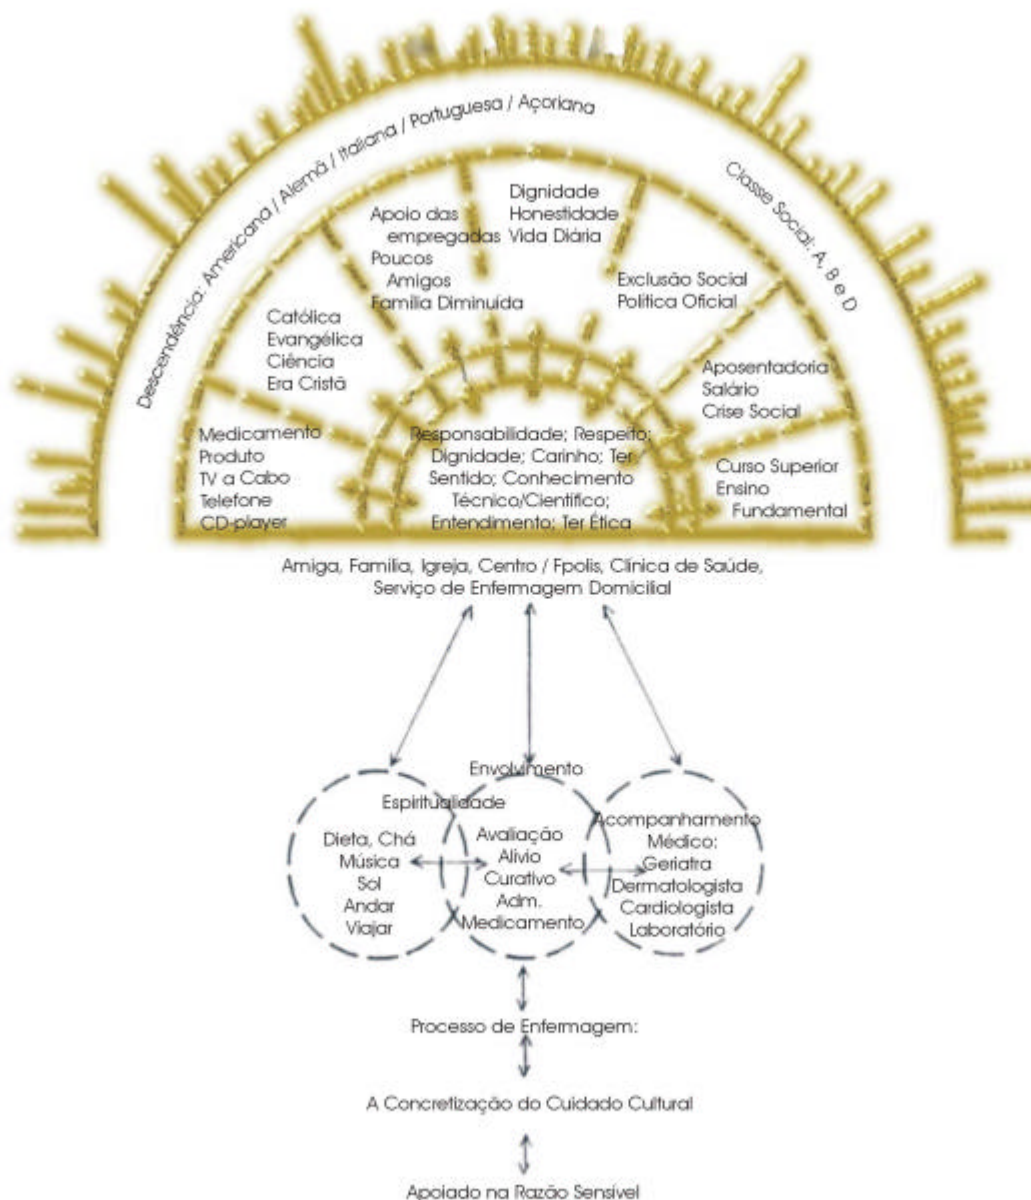 Descendência: Americana / Alemã / Italiana / Portuguesa / Açoriana
Classe Social: A, B e D
Medicamento
Produto
TV a Cabo
Telefone
CD-player
Católica
Evangélica
Ciência
Era Cristã
Apoio das
empregadas
Poucos
Amigos
Família Diminuída
Dignidade
Honestidade
Vida Diária
Exclusão Social
Política Oficial
Aposentadoria
Salário
Crise Social
Curso Superior
Ensino
Fundamental
Responsabilidade; Respeito;
Dignidade; Carinho; Ter
Sentido; Conhecimento
Técnico/Científico;
Entendimento; Ter Ética
Amiga, Família, Igreja, Centro / Fpolis, Clínica de Saúde,
Serviço de Enfermagem Domicilial
Espiritualidade
Dieta, Chá
Música
Sol
Andar
Viajar
Envolvimento
Avaliação
Alívio
Curativo
Adm.
Medicamento
Acompanhamento
Médico:
Geriatra
Dermatologista
Cardiologista
Laboratório
Processo de Enfermagem:
A Concretização do Cuidado Cultural
Apoiado na Razão Sensível